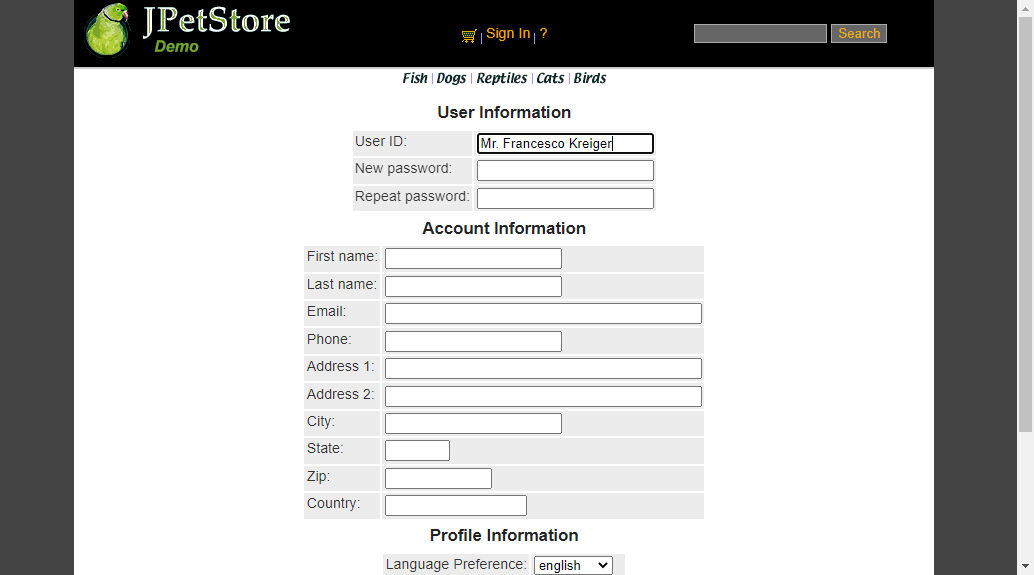 JPetStore
Demo
Sign In ?
Search
Fish | Dogs | Reptiles | Cats | Birds
User Information
User ID: Mr. Francesco Kreiger
New password:
Repeat password:
Account Information
First name:
Last name:
Email:
Phone:
Address 1:
Address 2:
City:
State:
Zip:
Country:
Profile Information
Language Preference: english